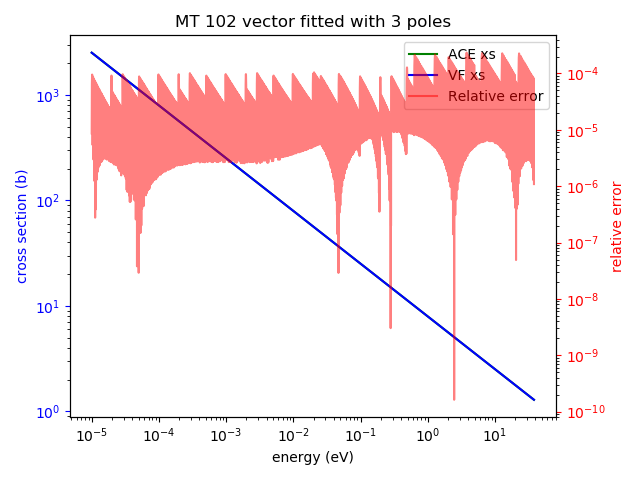 MT 102 vector fitted with 3 poles
ACE xs
VF xs
Relative error
cross section (b)
10³
10²
10¹
10⁰
10⁻⁴
10⁻⁵
10⁻⁶
10⁻⁷
10⁻⁸
10⁻⁹
10⁻¹⁰
relative error
10⁻⁵ 10⁻⁴ 10⁻³ 10⁻² 10⁻¹ 10⁰ 10¹
energy (eV)